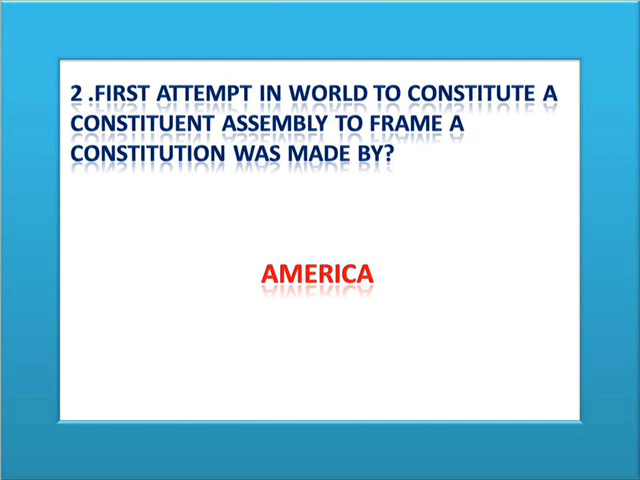 2 .FIRST ATTEMPT IN WORLD TO CONSTITUTE A
CONSTITUENT ASSEMBLY TO FRAME A
CONSTITUTION WAS MADE BY?
AMERICA